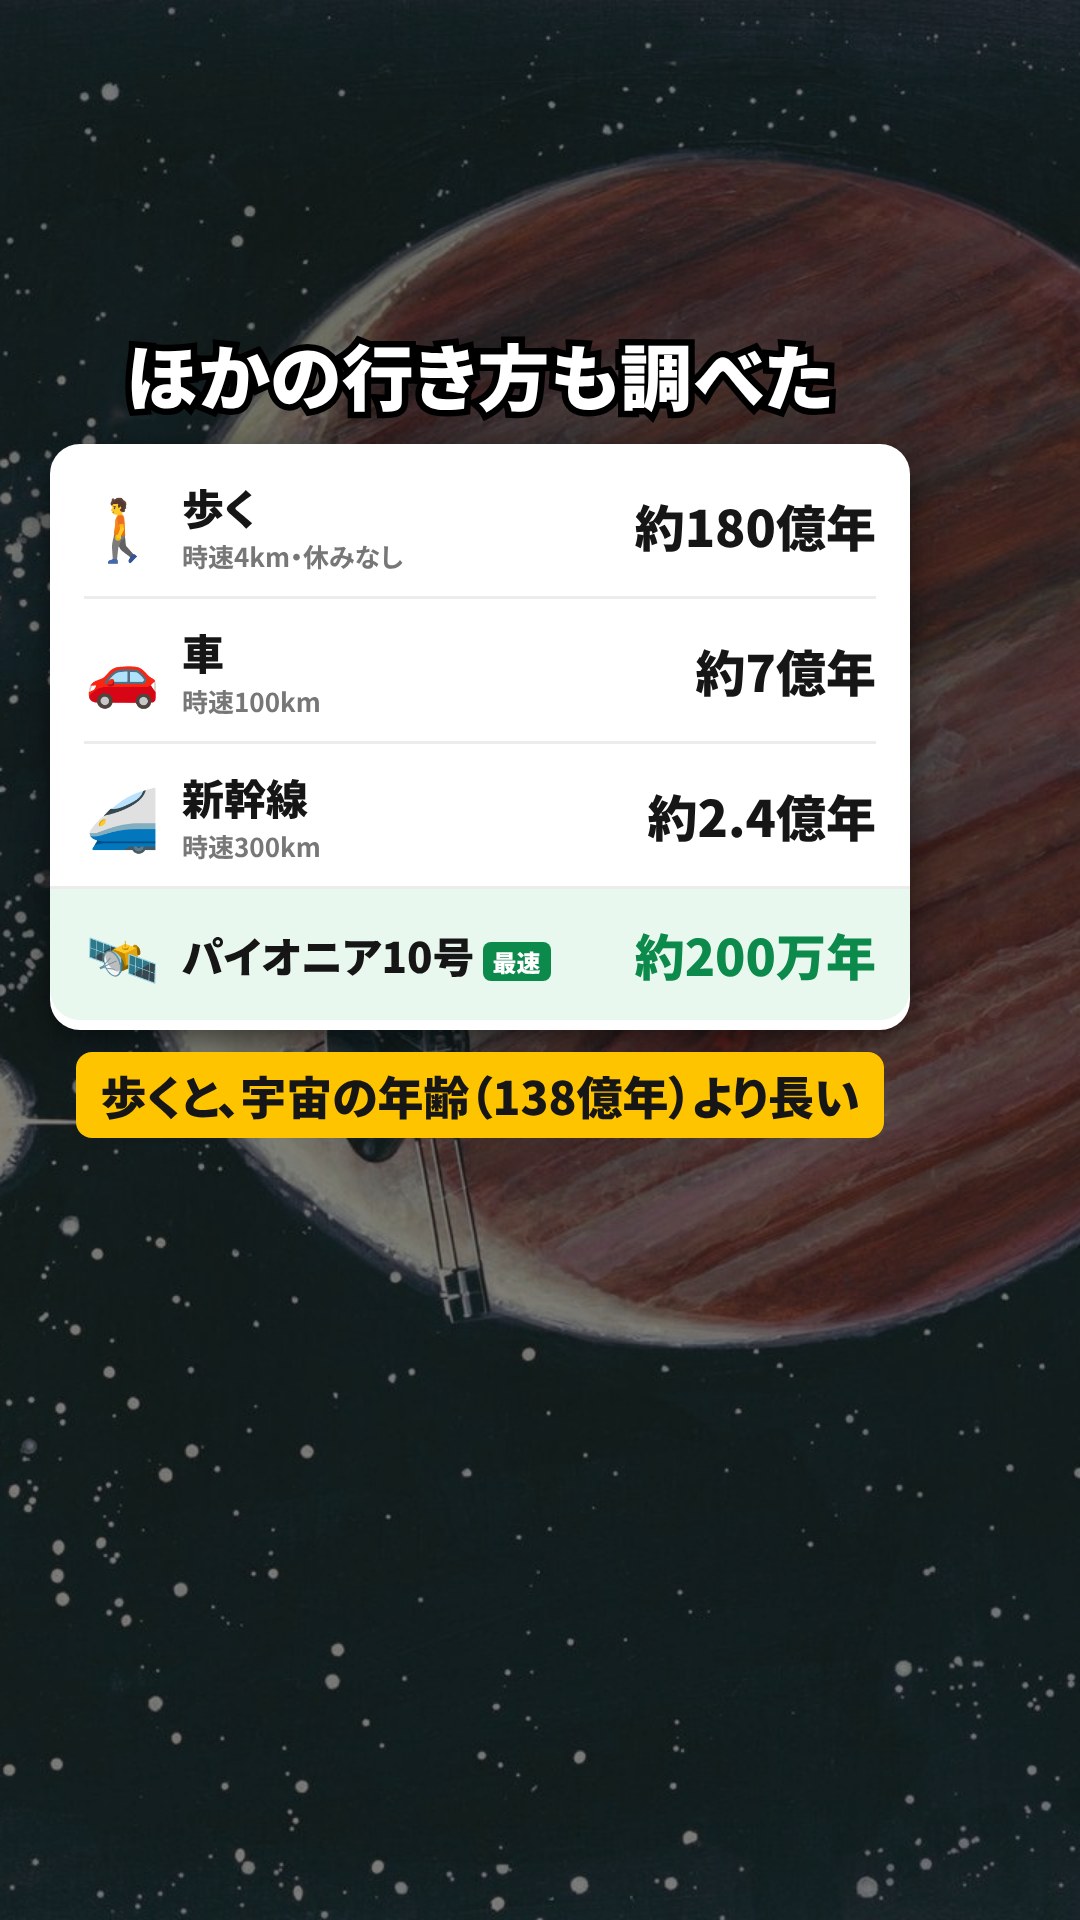 ほかの行き方も調べた
歩く
時速4km・休みなし
約180億年
車
時速100km
約7億年
新幹線
時速300km
約2.4億年
パイオニア10号 最速
約200万年
歩くと、宇宙の年齢（138億年）より長い